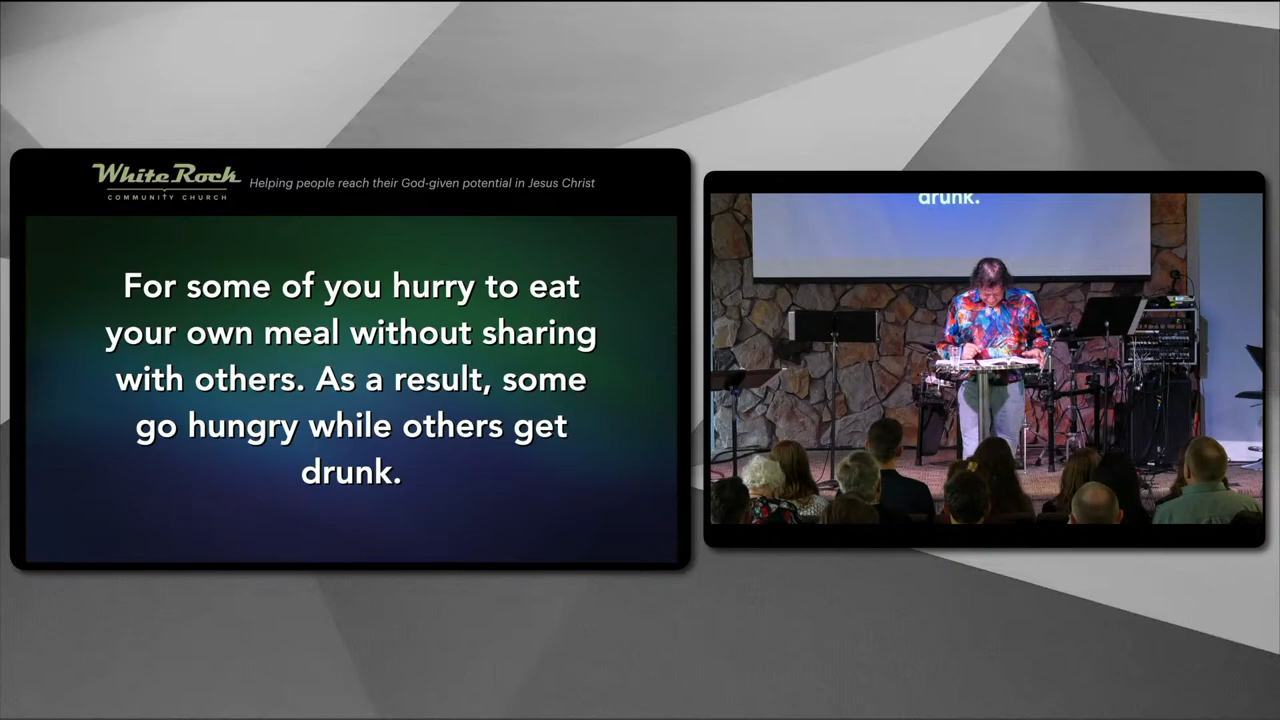 White Rock
COMMUNITY CHURCH
Helping people reach their God-given potential in Jesus Christ
For some of you hurry to eat
your own meal without sharing
with others. As a result, some
go hungry while others get
drunk.
drunk.